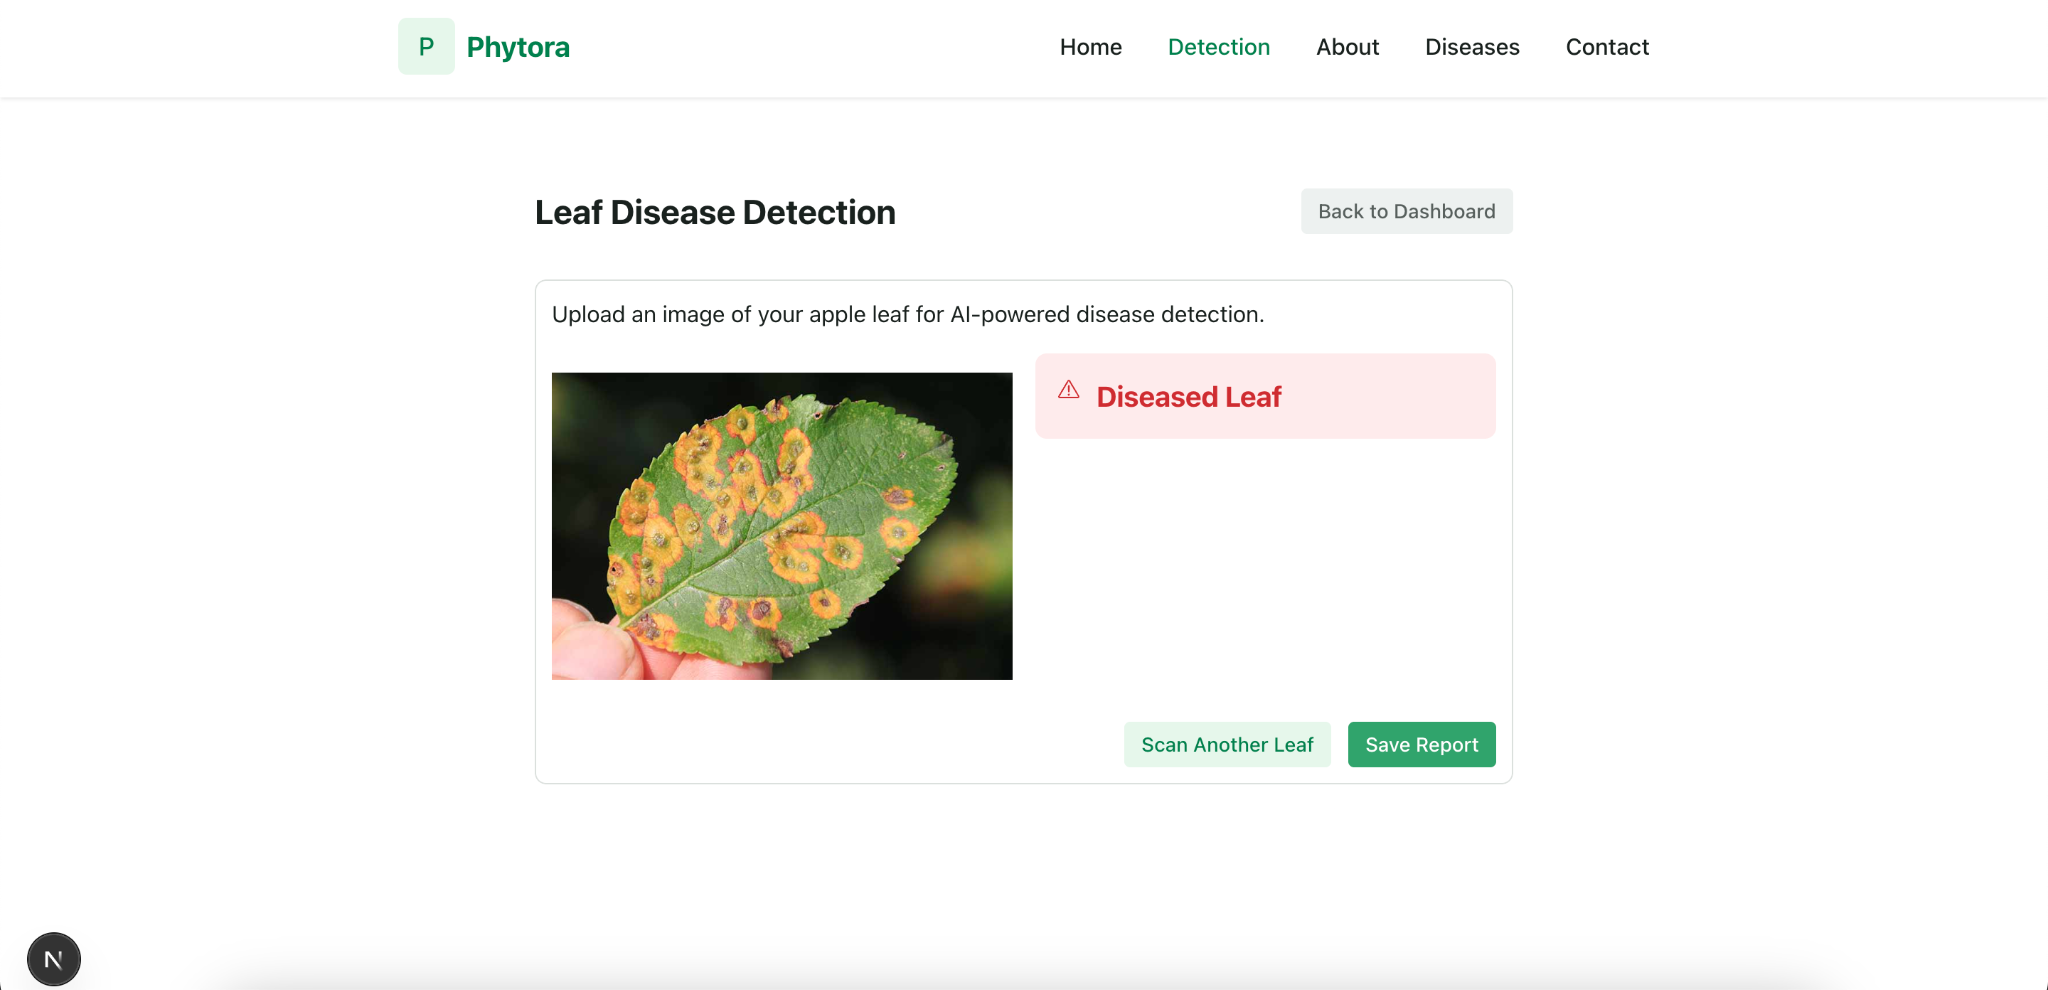 P
Phytora
Home
Detection
About
Diseases
Contact
Leaf Disease Detection
Back to Dashboard
Upload an image of your apple leaf for AI-powered disease detection.
Diseased Leaf
Scan Another Leaf
Save Report
N